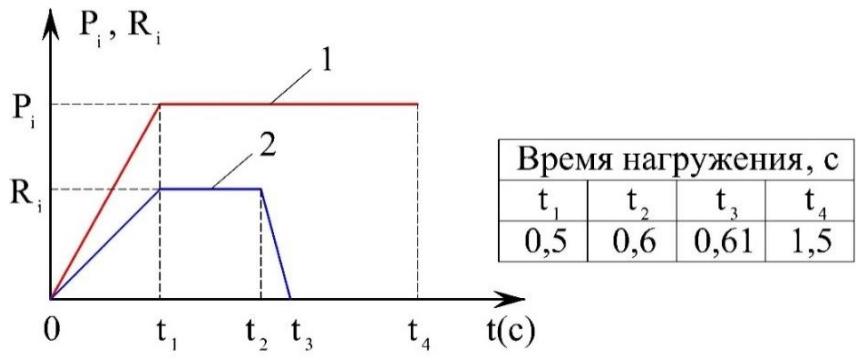 P_i, R_i
1
P_i
2
R_i
0 t_1 t_2 t_3 t_4 t(c)
Время нагружения, с
t_1 t_2 t_3 t_4
0,5 0,6 0,61 1,5